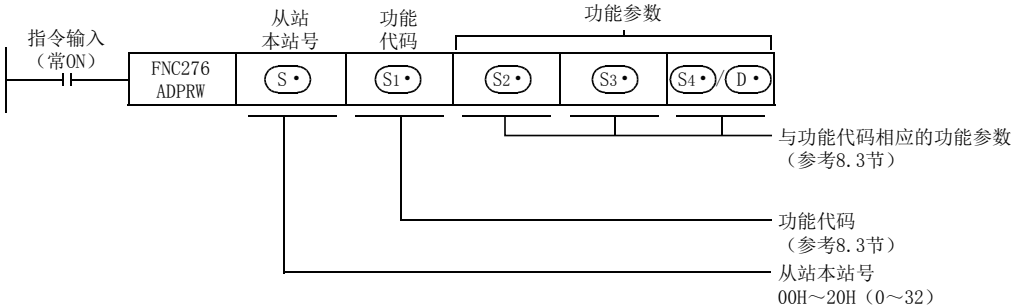 从站
本站号
功能
代码
功能参数
指令输入
（常ON）
FNC276
ADPRW
S•
S1•
S2•
S3•
S4•/D•
与功能代码相应的功能参数
（参考8.3节）
功能代码
（参考8.3节）
从站本站号
00H～20H（0～32）